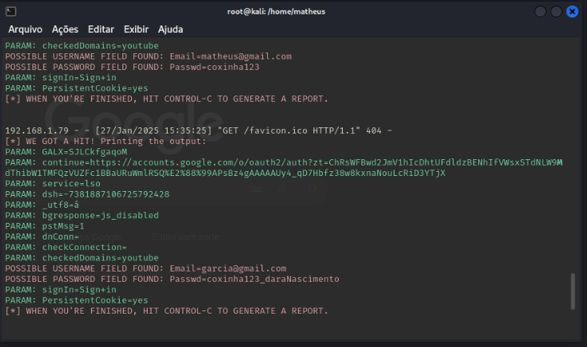 root@kali: /home/matheus
Arquivo Ações Editar Exibir Ajuda
PARAM: checkedDomains=youtube
POSSIBLE USERNAME FIELD FOUND: Email=matheus@gmail.com
POSSIBLE PASSWORD FIELD FOUND: Passwd=coxinha123
PARAM: signIn=Sign+in
PARAM: PersistentCookie=yes
[*] WHEN YOU'RE FINISHED, HIT CONTROL-C TO GENERATE A REPORT.
Google
192.168.1.79 - - [27/Jan/2025 15:35:25] "GET /favicon.ico HTTP/1.1" 404 -
[*] WE GOT A HIT! Printing the output:
PARAM: GALX=SJLCkfgaqoM
PARAM: continue=https://accounts.google.com/o/oauth2/auth?zt=ChRsWFBwd2JmV1hIcDhtUFdldzBENhIfVWsxSTdNLW9M
dThibW1TMFQzVUZFc1BBaURuWmlRSQ%E2%88%99APsBz4gAAAAAUy4_qD7Hbfz38w8kxnaNouLcRiD3YTjX
PARAM: service=lso
PARAM: dsh=-7381887106725792428
PARAM: _utf8=â
PARAM: bgresponse=js_disabled
PARAM: pstMsg=1
PARAM: dnConn=
PARAM: checkConnection=
PARAM: checkedDomains=youtube
POSSIBLE USERNAME FIELD FOUND: Email=garcia@gmail.com
POSSIBLE PASSWORD FIELD FOUND: Passwd=coxinha123_daraNascimento
PARAM: signIn=Sign+in
PARAM: PersistentCookie=yes
[*] WHEN YOU'RE FINISHED, HIT CONTROL-C TO GENERATE A REPORT.